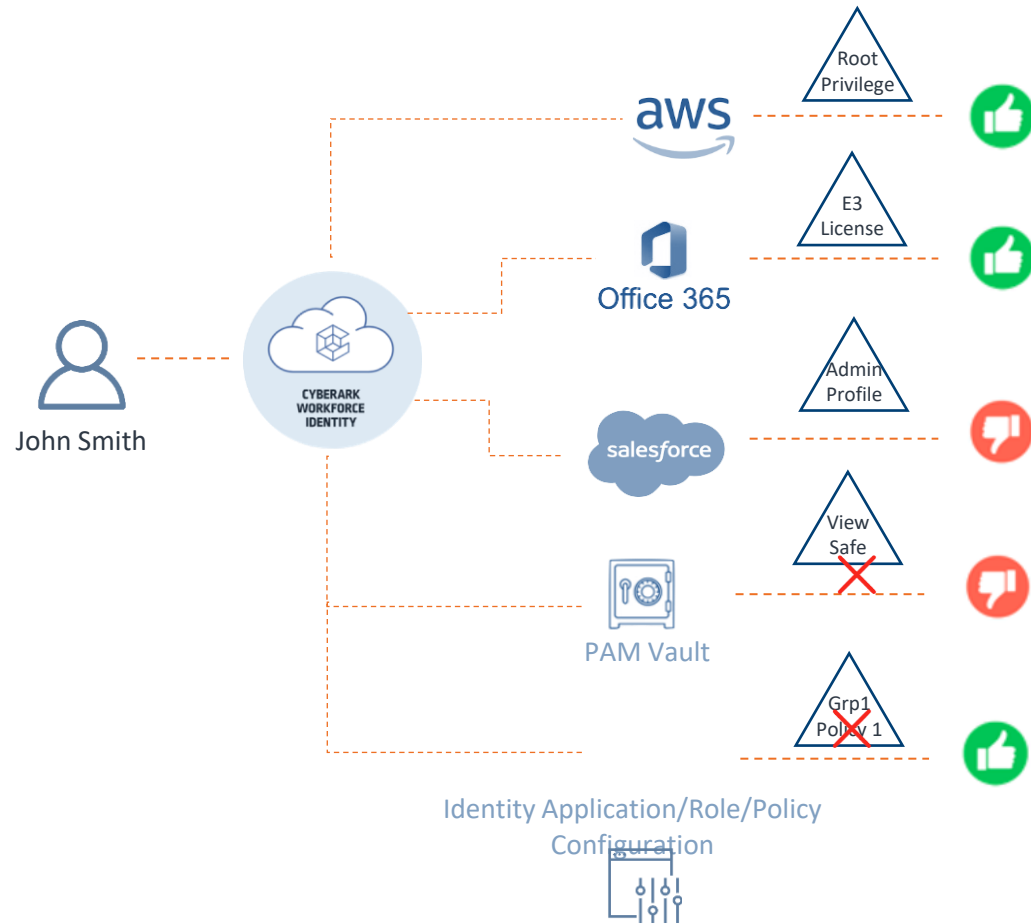 Root
Privilege
aws
E3
License
Office 365
CYBERARK
WORKFORCE
IDENTITY
John Smith
Admin
Profile
salesforce
View
Safe
PAM Vault
Grp1
Policy 1
Identity Application/Role/Policy
Configuration